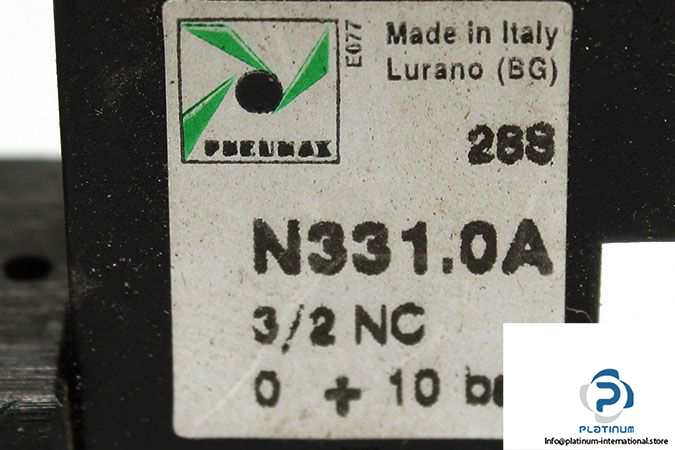 PNEUMAX
E077
Made in Italy
Lurano (BG)
28S
N331.0A
3/2 NC
0 ÷ 10
PLATINUM
Info@platinum-international.store